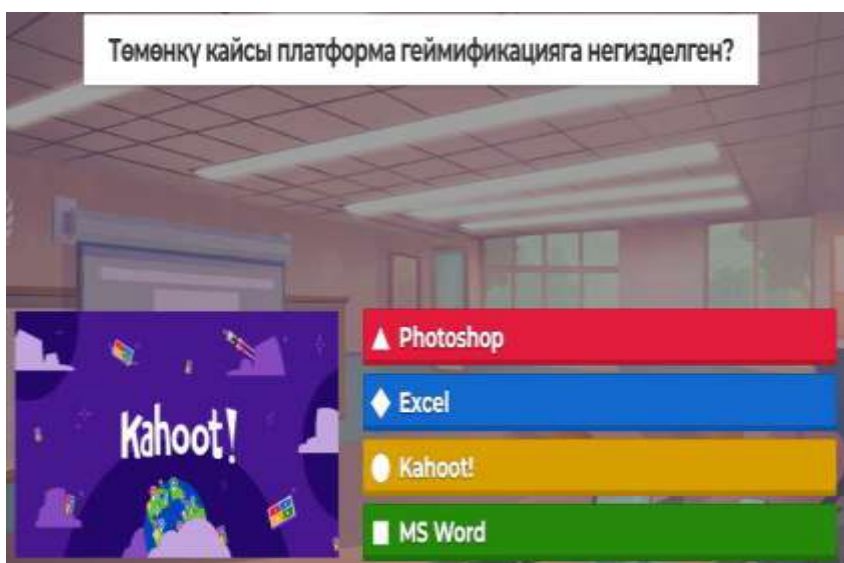 Төмөнкү кайсы платформа геймификацияга негизделген?
Kahoot!
Photoshop
Excel
Kahoot!
MS Word